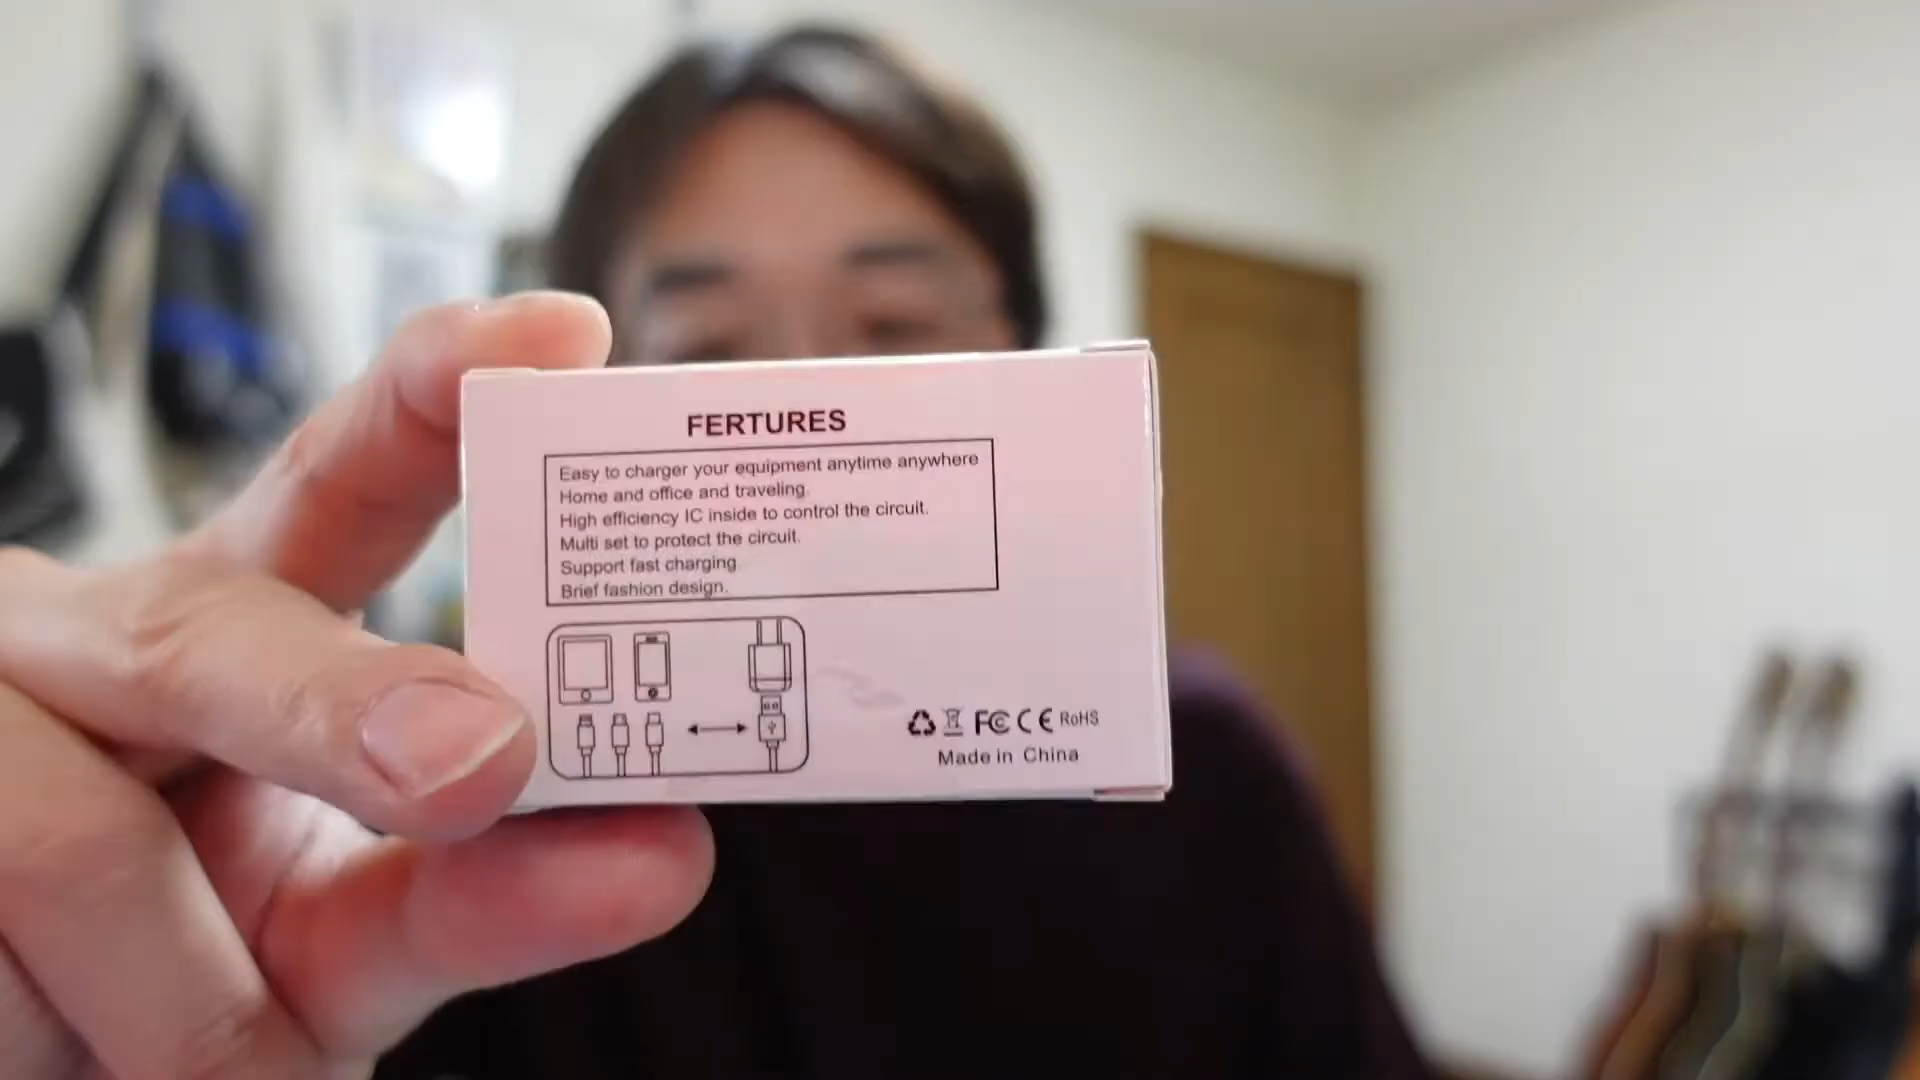 FERTURES
Easy to charger your equipment anytime anywhere
Home and office and traveling.
High efficiency IC inside to control the circuit.
Multi set to protect the circuit.
Support fast charging.
Brief fashion design.
FC CE RoHS
Made in China